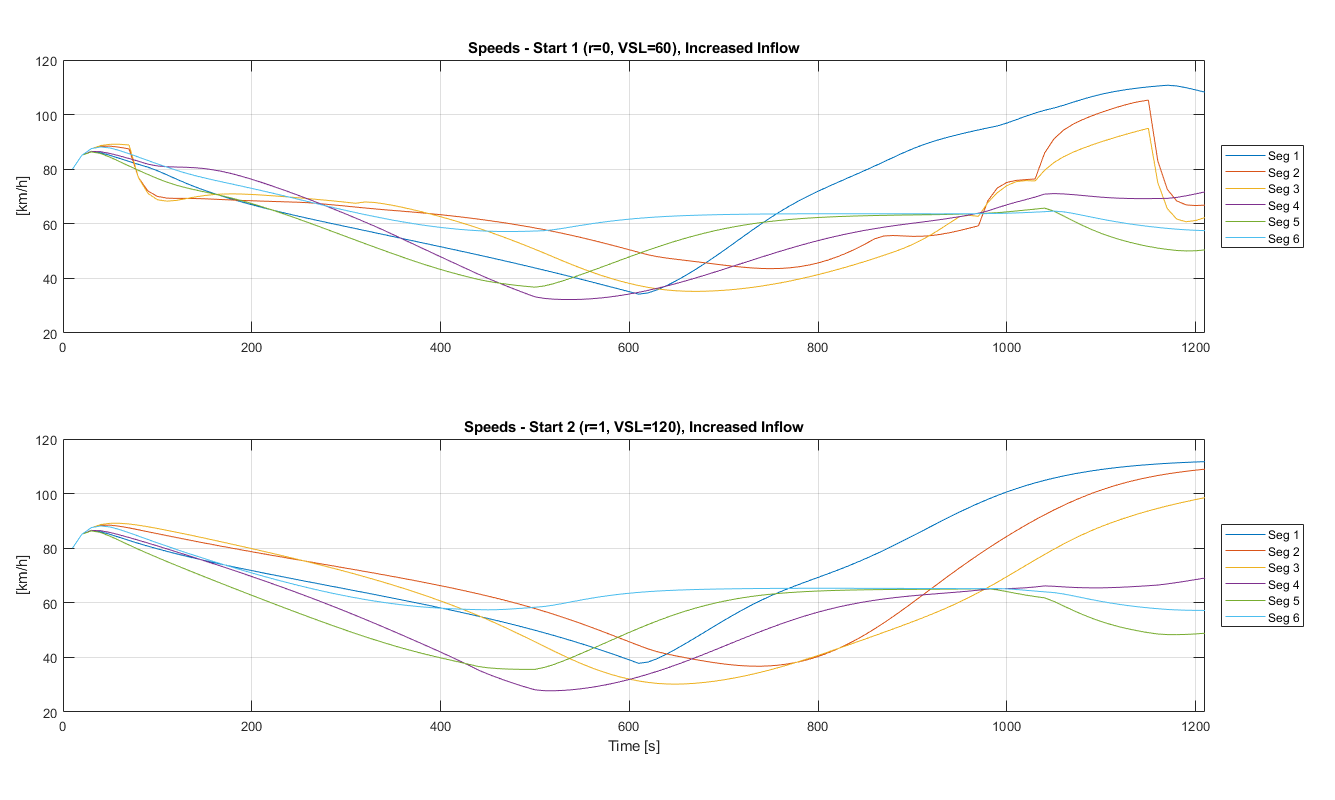 Speeds - Start 1 (r=0, VSL=60), Increased Inflow
120
100
80
60
40
20
[km/h]
0 200 400 600 800 1000 1200
Seg 1
Seg 2
Seg 3
Seg 4
Seg 5
Seg 6
Speeds - Start 2 (r=1, VSL=120), Increased Inflow
120
100
80
60
40
20
[km/h]
0 200 400 600 800 1000 1200
Time [s]
Seg 1
Seg 2
Seg 3
Seg 4
Seg 5
Seg 6